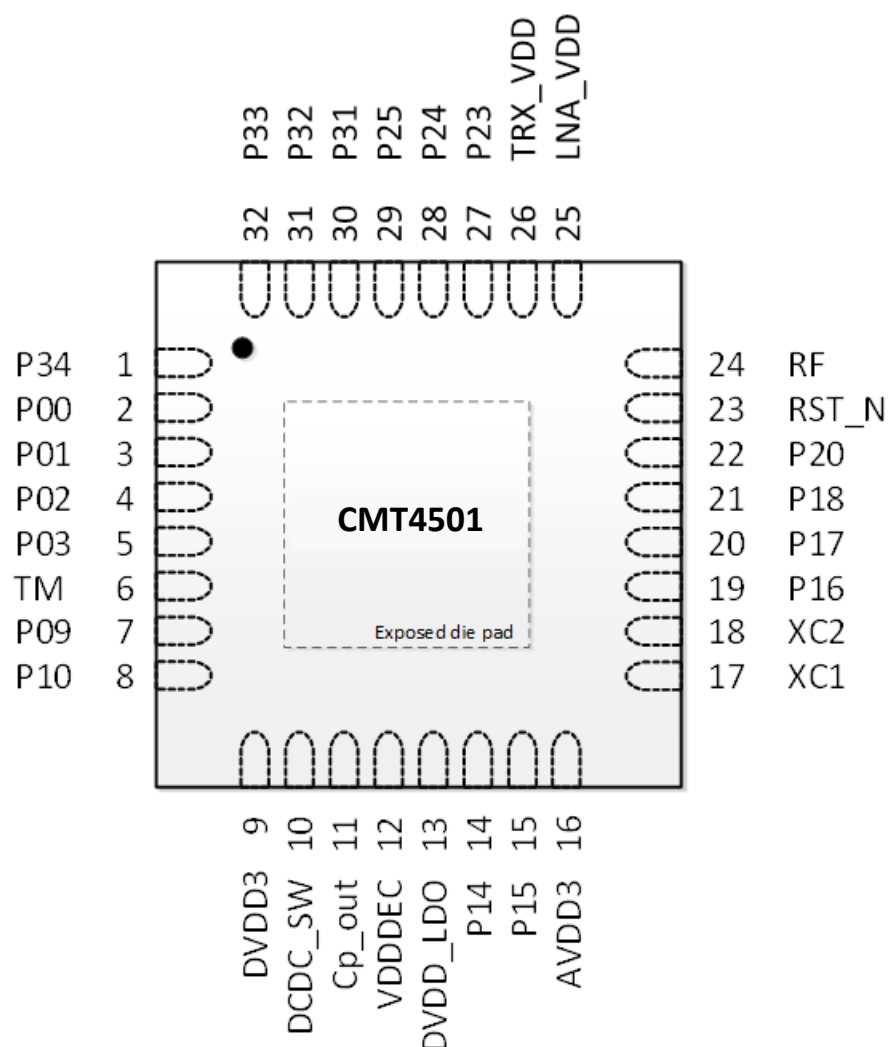 P33 P32 P31 P25 P24 P23 TRX_VDD LNA_VDD
32 31 30 29 28 27 26 25
P34 1 24 RF
P00 2 23 RST_N
P01 3 22 P20
P02 4 21 P18
P03 5 20 P17
TM 6 19 P16
P09 7 18 XC2
P10 8 17 XC1
CMT4501
Exposed die pad
9 10 11 12 13 14 15 16
DVDD3 DCDC_SW Cp_out VDDDEC DVDD_LDO P14 P15 AVDD3